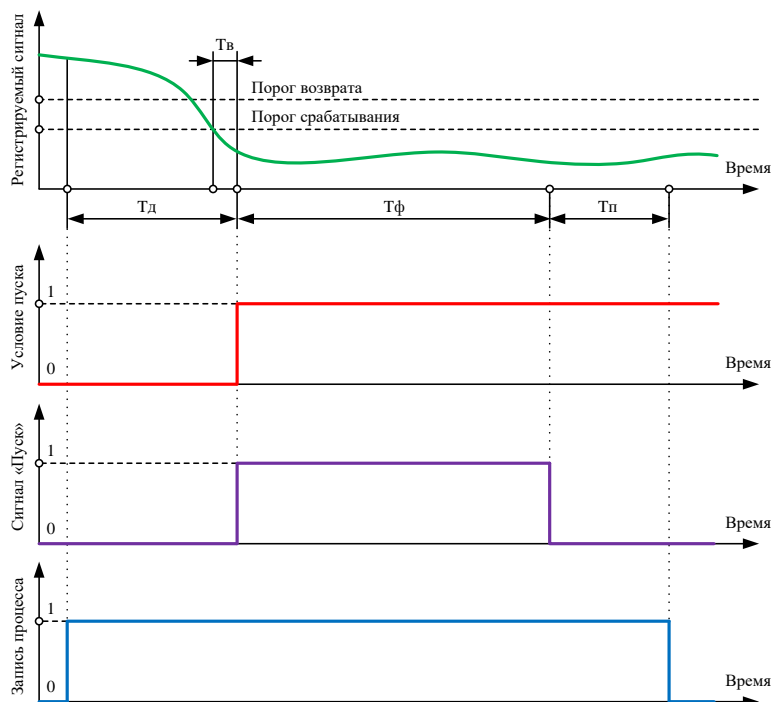 Регистрируемый сигнал
Тв
Порог возврата
Порог срабатывания
Время
Тд
Тф
Тп
Условие пуска
1
0
Время
Сигнал «Пуск»
1
0
Время
Запись процесса
1
0
Время